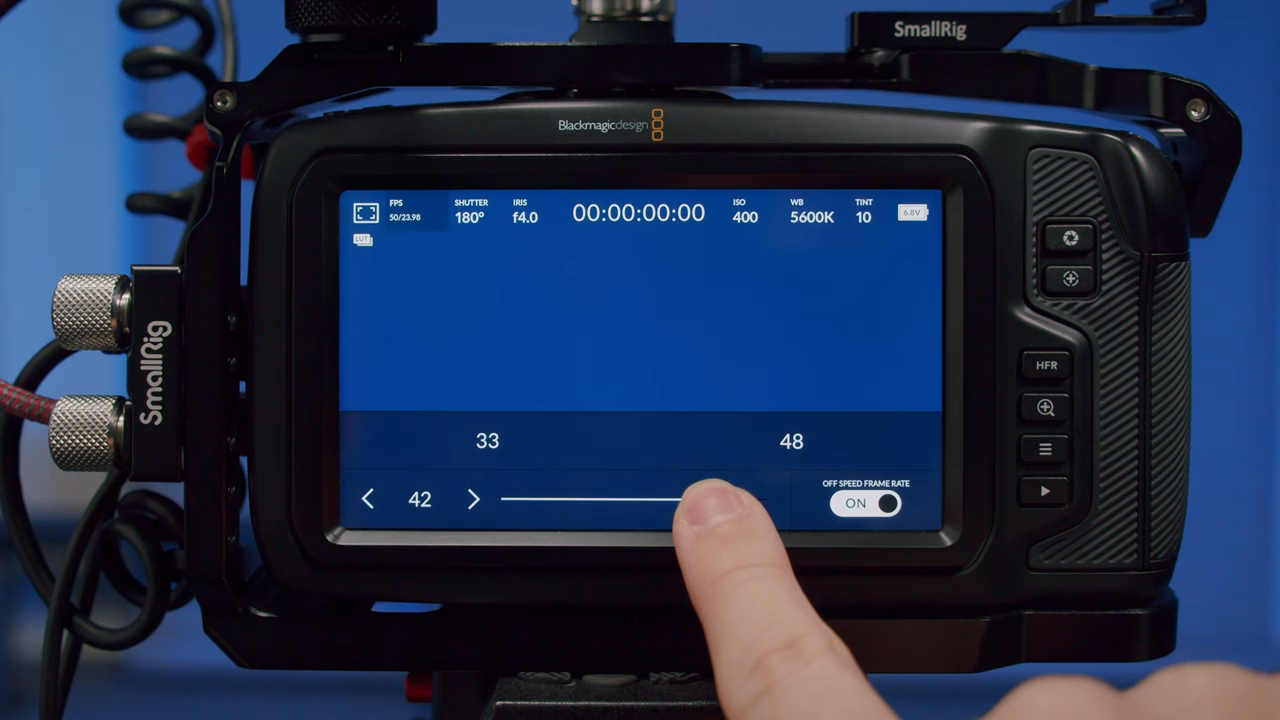 SmallRig
Blackmagicdesign
FPS
50/23.98
SHUTTER
180°
IRIS
f4.0
00:00:00:00
ISO
400
WB
5600K
TINT
10
6.8V
LUT
HFR
SmallRig
33
48
42
OFF SPEED FRAME RATE
ON